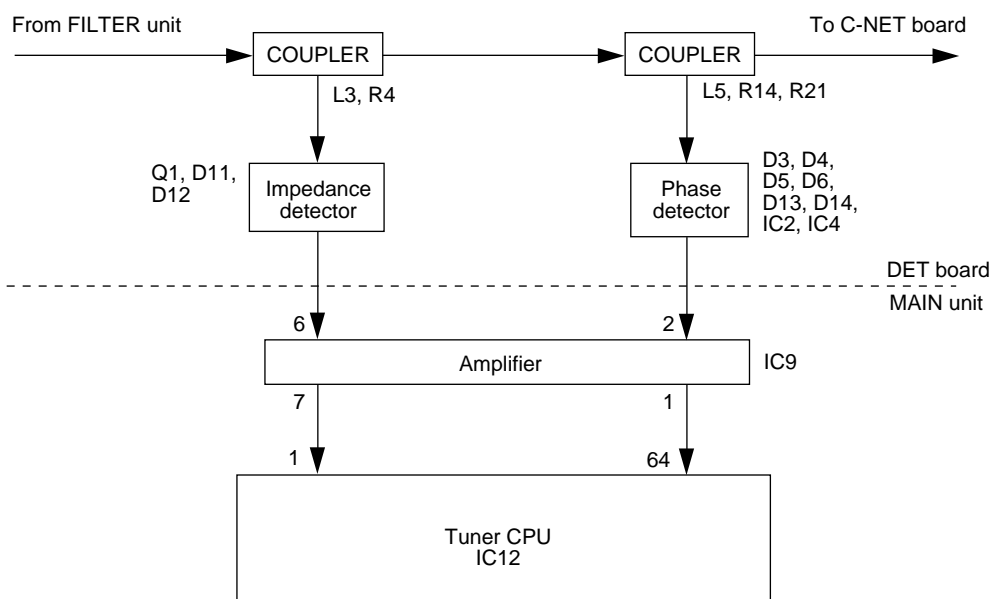 From FILTER unit
To C-NET board
COUPLER
COUPLER
L3, R4
L5, R14, R21
Q1, D11,
D12
Impedance
detector
Phase
detector
D3, D4,
D5, D6,
D13, D14,
IC2, IC4
DET board
MAIN unit
6
2
Amplifier
IC9
7
1
1
64
Tuner CPU
IC12